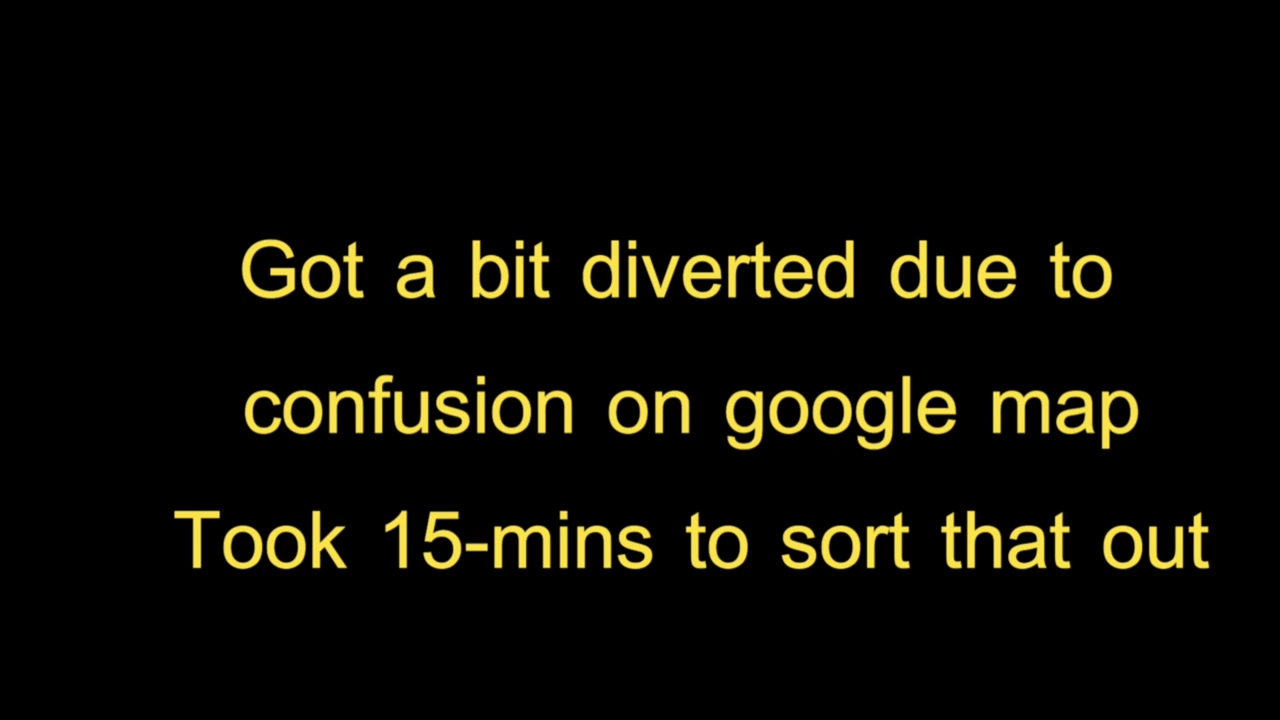 Got a bit diverted due to
confusion on google map
Took 15-mins to sort that out